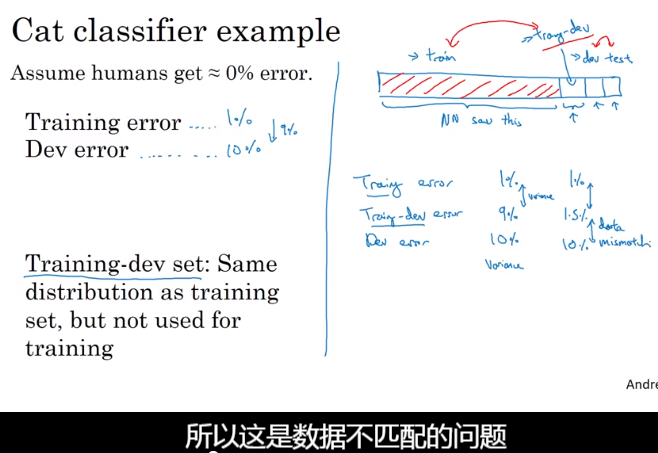 Cat classifier example
Assume humans get ≈ 0% error.
Training error ..... 1%
Dev error ........ 10%
↓ 9%
Training-dev set: Same
distribution as training
set, but not used for
training
→ train
→ trainy-dev
→ dev test
NN saw this
Trainy error 1% 1%
variance
Trainy-dev error 9% 1.5%
data
Dev error 10% 10% mismatch
Variance
Andre
所以这是数据不匹配的问题